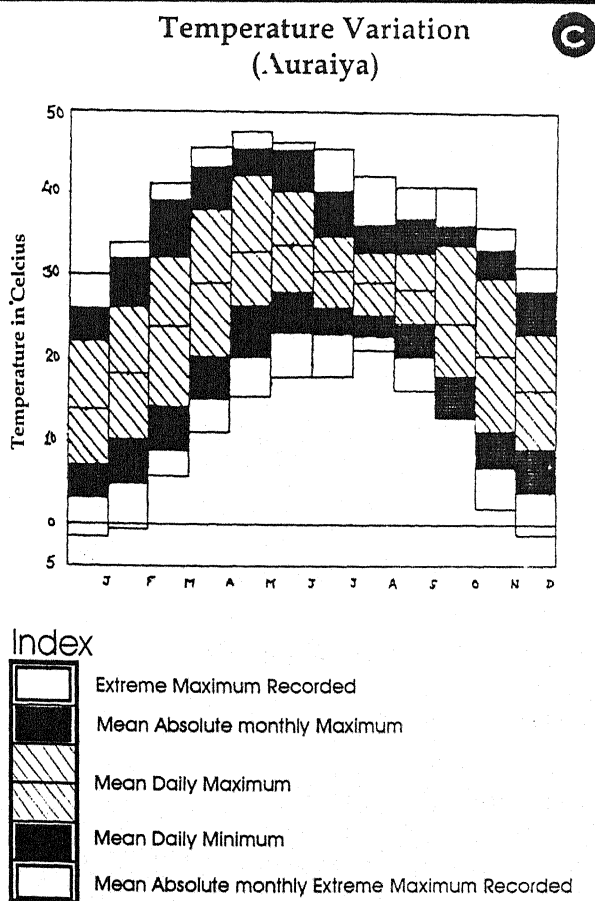 Temperature Variation
(Auraiya)
C
Temperature in Celcius
50
40
30
20
10
0
5
J F M A M J J A S O N D
Index
Extreme Maximum Recorded
Mean Absolute monthly Maximum
Mean Daily Maximum
Mean Daily Minimum
Mean Absolute monthly Extreme Maximum Recorded